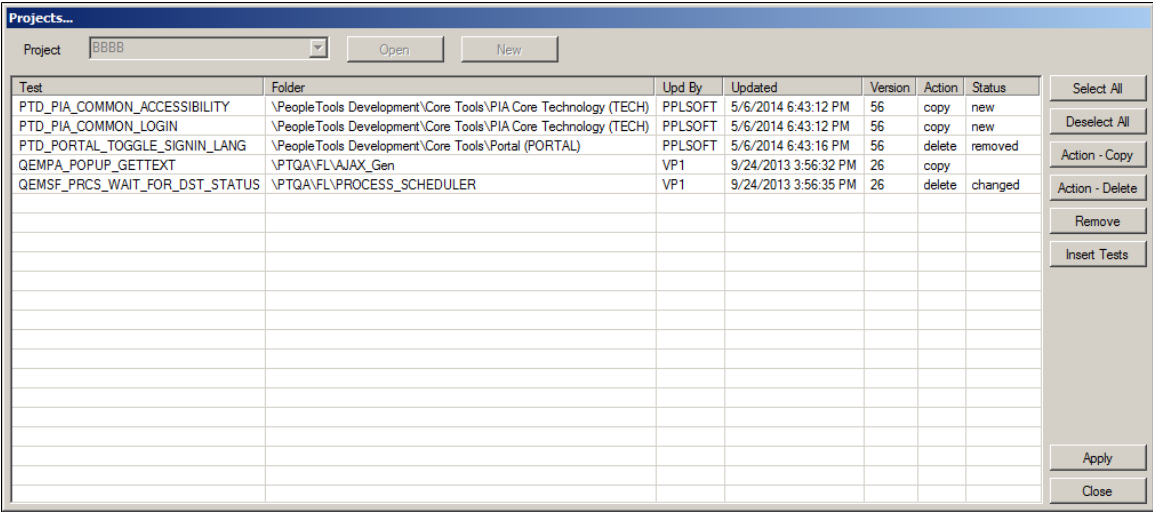 Projects...
Project BBBB Open New
Test Folder Upd By Updated Version Action Status
PTD_PIA_COMMON_ACCESSIBILITY \PeopleTools Development\Core Tools\PIA Core Technology (TECH) PPLSOFT 5/6/2014 6:43:12 PM 56 copy new
PTD_PIA_COMMON_LOGIN \PeopleTools Development\Core Tools\PIA Core Technology (TECH) PPLSOFT 5/6/2014 6:43:12 PM 56 copy new
PTD_PORTAL_TOGGLE_SIGNIN_LANG \PeopleTools Development\Core Tools\Portal (PORTAL) PPLSOFT 5/6/2014 6:43:16 PM 56 delete removed
QEMPA_POPUP_GETTEXT \PTQA\FL\AJAX_Gen VP1 9/24/2013 3:56:32 PM 26 copy
QEMSF_PRCS_WAIT_FOR_DST_STATUS \PTQA\FL\PROCESS_SCHEDULER VP1 9/24/2013 3:56:35 PM 26 delete changed
Select All
Deselect All
Action - Copy
Action - Delete
Remove
Insert Tests
Apply
Close